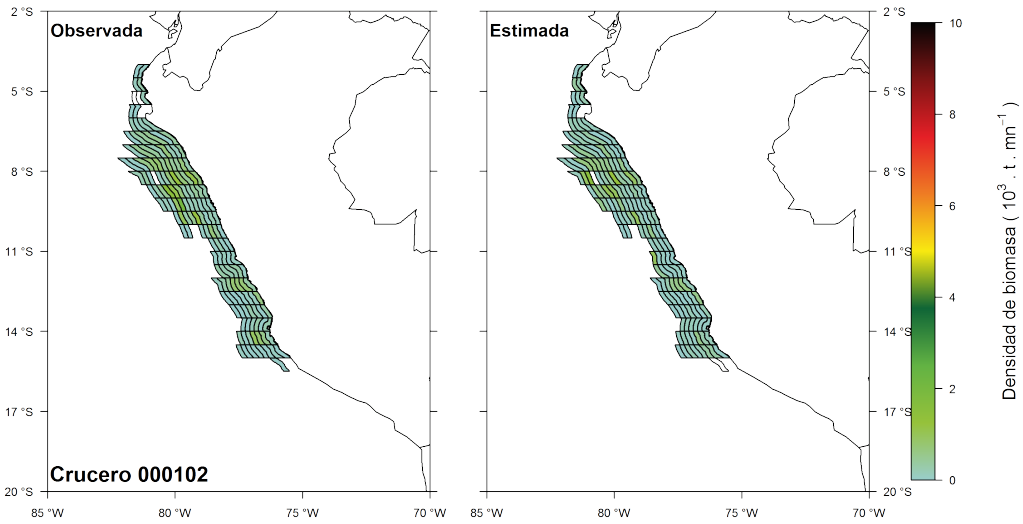 Observada
Estimada
Crucero 000102
2 °S
5 °S
8 °S
11 °S
14 °S
17 °S
20 °S
85 °W
80 °W
75 °W
70 °W
85 °W
80 °W
75 °W
70 °W
2 °S
5 °S
8 °S
11 °S
14 °S
17 °S
20 °S
10
8
6
4
2
0
Densidad de biomasa ( 10³ . t . mn⁻¹ )